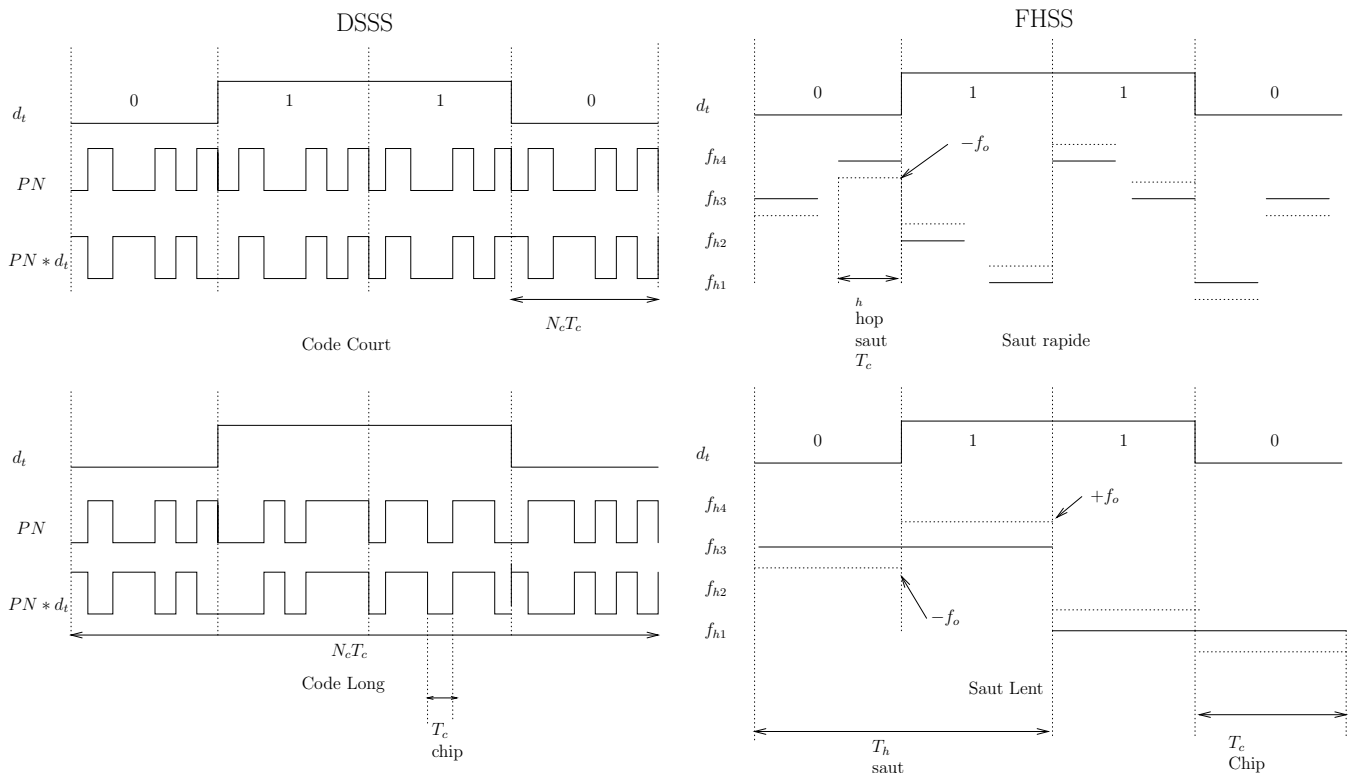 DSSS
0 1 1 0
d_t
PN
PN * d_t
N_cT_c
Code Court
d_t
PN
PN * d_t
N_cT_c
Code Long
T_c
chip
FHSS
0 1 1 0
d_t
f_h4
−f_o
f_h3
f_h2
f_h1
h
hop
saut
T_c
Saut rapide
0 1 1 0
d_t
f_h4
+f_o
f_h3
f_h2
−f_o
f_h1
Saut Lent
T_h
saut
T_c
Chip